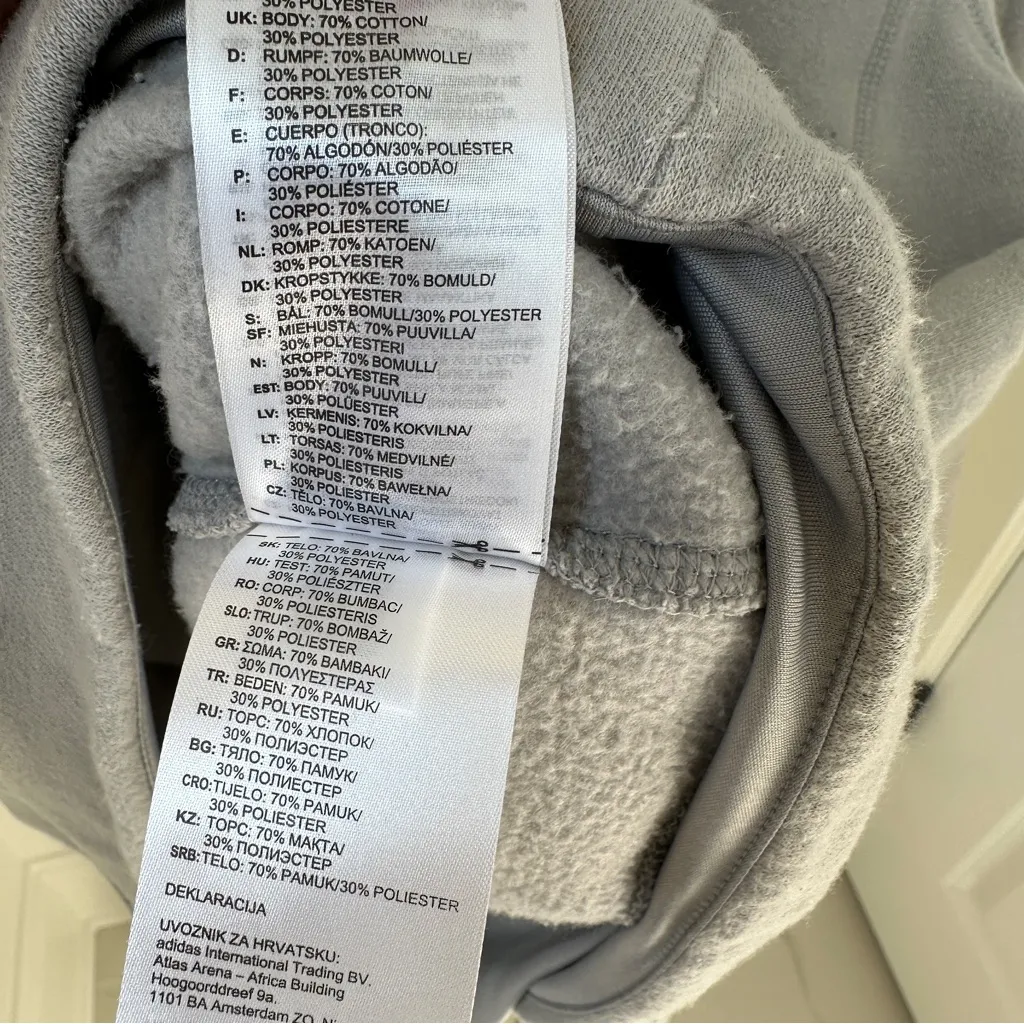 30% POLYESTER
UK: BODY: 70% COTTON/
30% POLYESTER
D: RUMPF: 70% BAUMWOLLE/
30% POLYESTER
F: CORPS: 70% COTON/
30% POLYESTER
E: CUERPO (TRONCO):
70% ALGODÓN/30% POLIÉSTER
P: CORPO: 70% ALGODÃO/
30% POLIÉSTER
I: CORPO: 70% COTONE/
30% POLIESTERE
NL: ROMP: 70% KATOEN/
30% POLYESTER
DK: KROPSTYKKE: 70% BOMULD/
30% POLYESTER
S: BÅL: 70% BOMULL/30% POLYESTER
SF: MIEHUSTA: 70% PUUVILLA/
30% POLYESTERI
N: KROPP: 70% BOMULL/
30% POLYESTER
EST: BODY: 70% PUUVILL/
30% POLÜESTER
LV: ĶERMENIS: 70% KOKVILNA/
30% POLIESTERIS
LT: TORSAS: 70% MEDVILNĖ/
30% POLIESTERIS
PL: KORPUS: 70% BAWEŁNA/
30% POLIESTER
CZ: TĚLO: 70% BAVLNA/
30% POLYESTER
SK: TELO: 70% BAVLNA/
30% POLYESTER
HU: TEST: 70% PAMUT/
30% POLIÉSZTER
RO: CORP: 70% BUMBAC/
30% POLIESTERIS
SLO: TRUP: 70% BOMBAŽ/
30% POLIESTER
GR: ΣΩΜΑ: 70% ΒΑΜΒΑΚΙ/
30% ΠΟΛΥΕΣΤΕΡΑΣ
TR: BEDEN: 70% PAMUK/
30% POLYESTER
RU: ТОРС: 70% ХЛОПОК/
30% ПОЛИЭСТЕР
BG: ТЯЛО: 70% ПАМУК/
30% ПОЛИЕСТЕР
CRO: TIJELO: 70% PAMUK/
30% POLIESTER
KZ: ТОРС: 70% МАҚТА/
30% ПОЛИЭСТЕР
SRB: TELO: 70% PAMUK/30% POLIESTER
DEKLARACIJA
UVOZNIK ZA HRVATSKU:
adidas International Trading BV.
Atlas Arena – Africa Building
Hoogoorddreef 9a.
1101 BA Amsterdam ZO,